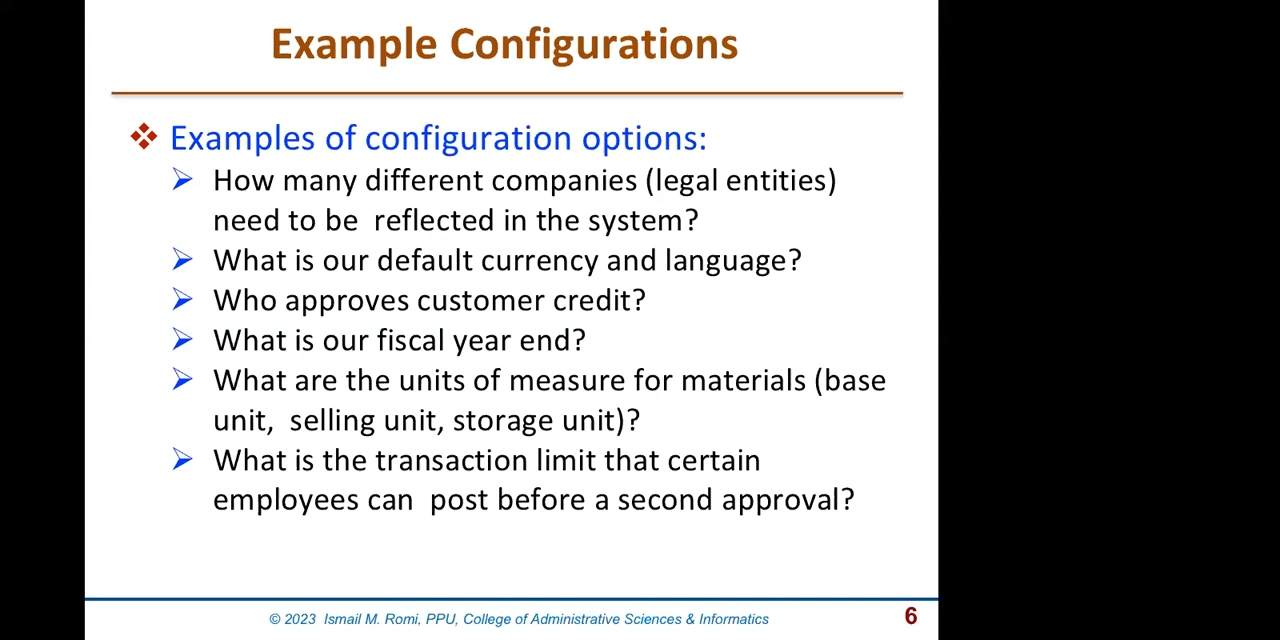 Example Configurations
Examples of configuration options:
How many different companies (legal entities)
need to be reflected in the system?
What is our default currency and language?
Who approves customer credit?
What is our fiscal year end?
What are the units of measure for materials (base
unit, selling unit, storage unit)?
What is the transaction limit that certain
employees can post before a second approval?
© 2023 Ismail M. Romi, PPU, College of Administrative Sciences & Informatics
6